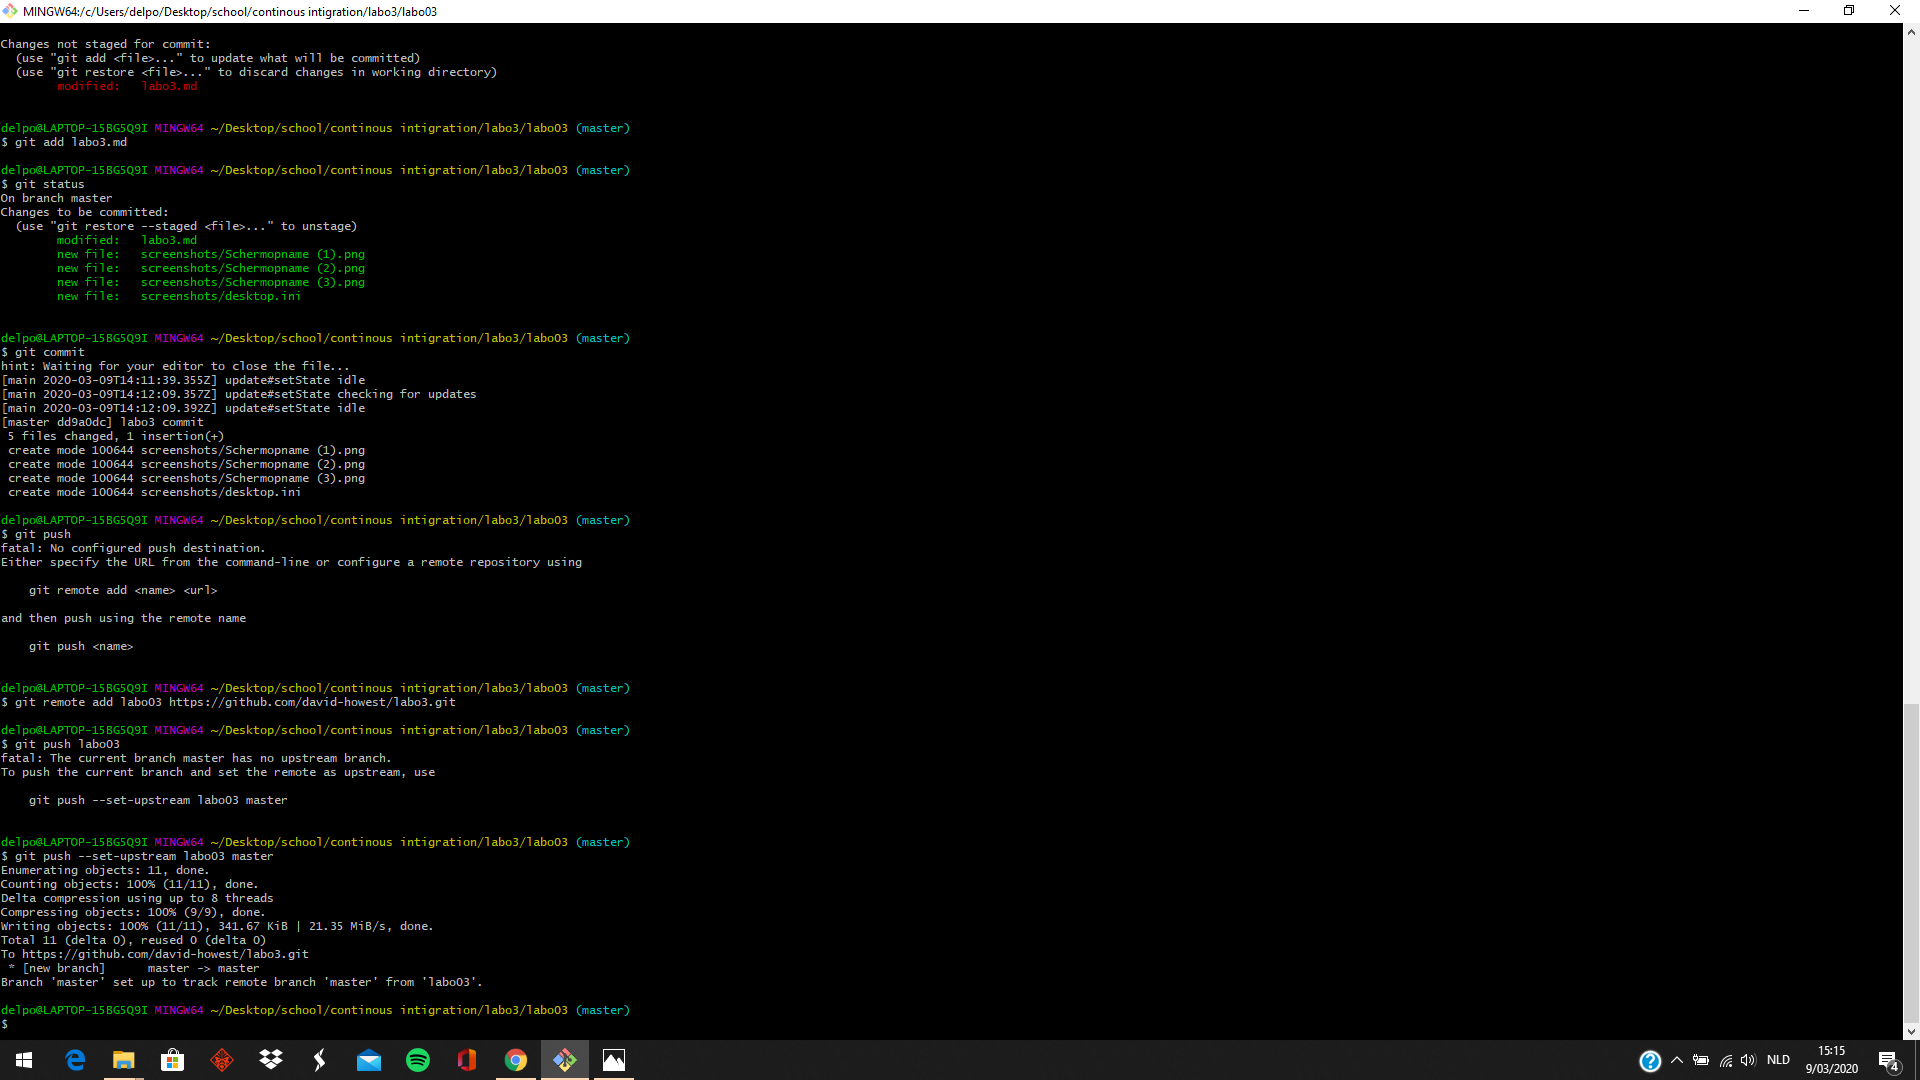 MINGW64:/c/Users/delpo/Desktop/school/continous intigration/labo3/labo03
Changes not staged for commit:
  (use "git add <file>..." to update what will be committed)
  (use "git restore <file>..." to discard changes in working directory)
        modified:   labo3.md
delpo@LAPTOP-15BG5Q9I MINGW64 ~/Desktop/school/continous intigration/labo3/labo03 (master)
$ git add labo3.md
delpo@LAPTOP-15BG5Q9I MINGW64 ~/Desktop/school/continous intigration/labo3/labo03 (master)
$ git status
On branch master
Changes to be committed:
  (use "git restore --staged <file>..." to unstage)
        modified:   labo3.md
        new file:   screenshots/Schermopname (1).png
        new file:   screenshots/Schermopname (2).png
        new file:   screenshots/Schermopname (3).png
        new file:   screenshots/desktop.ini
delpo@LAPTOP-15BG5Q9I MINGW64 ~/Desktop/school/continous intigration/labo3/labo03 (master)
$ git commit
hint: Waiting for your editor to close the file...
[main 2020-03-09T14:11:39.355Z] update#setState idle
[main 2020-03-09T14:12:09.357Z] update#setState checking for updates
[main 2020-03-09T14:12:09.392Z] update#setState idle
[master dd9a0dc] labo3 commit
 5 files changed, 1 insertion(+)
 create mode 100644 screenshots/Schermopname (1).png
 create mode 100644 screenshots/Schermopname (2).png
 create mode 100644 screenshots/Schermopname (3).png
 create mode 100644 screenshots/desktop.ini
delpo@LAPTOP-15BG5Q9I MINGW64 ~/Desktop/school/continous intigration/labo3/labo03 (master)
$ git push
fatal: No configured push destination.
Either specify the URL from the command-line or configure a remote repository using
    git remote add <name> <url>
and then push using the remote name
    git push <name>
delpo@LAPTOP-15BG5Q9I MINGW64 ~/Desktop/school/continous intigration/labo3/labo03 (master)
$ git remote add labo03 https://github.com/david-howest/labo3.git
delpo@LAPTOP-15BG5Q9I MINGW64 ~/Desktop/school/continous intigration/labo3/labo03 (master)
$ git push labo03
fatal: The current branch master has no upstream branch.
To push the current branch and set the remote as upstream, use
    git push --set-upstream labo03 master
delpo@LAPTOP-15BG5Q9I MINGW64 ~/Desktop/school/continous intigration/labo3/labo03 (master)
$ git push --set-upstream labo03 master
Enumerating objects: 11, done.
Counting objects: 100% (11/11), done.
Delta compression using up to 8 threads
Compressing objects: 100% (9/9), done.
Writing objects: 100% (11/11), 341.67 KiB | 21.35 MiB/s, done.
Total 11 (delta 0), reused 0 (delta 0)
To https://github.com/david-howest/labo3.git
 * [new branch]      master -> master
Branch 'master' set up to track remote branch 'master' from 'labo03'.
delpo@LAPTOP-15BG5Q9I MINGW64 ~/Desktop/school/continous intigration/labo3/labo03 (master)
$
NLD
15:15
9/03/2020
4